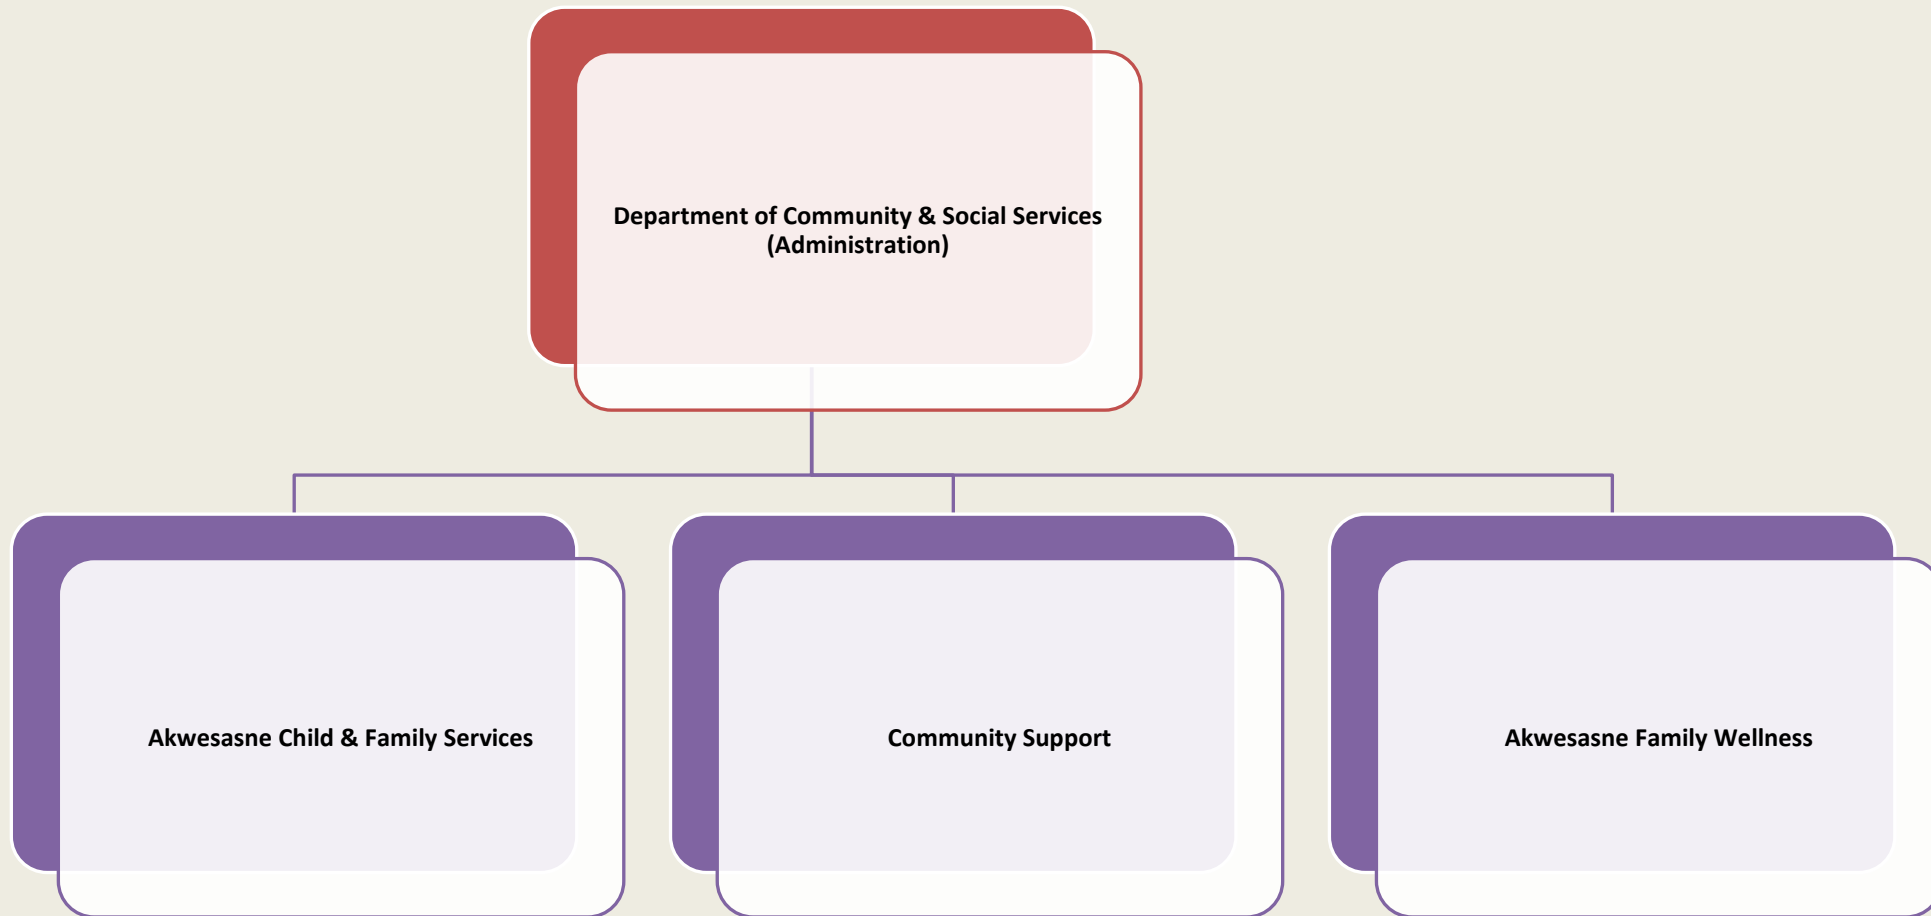 Department of Community & Social Services
(Administration)
Akwesasne Child & Family Services
Community Support
Akwesasne Family Wellness